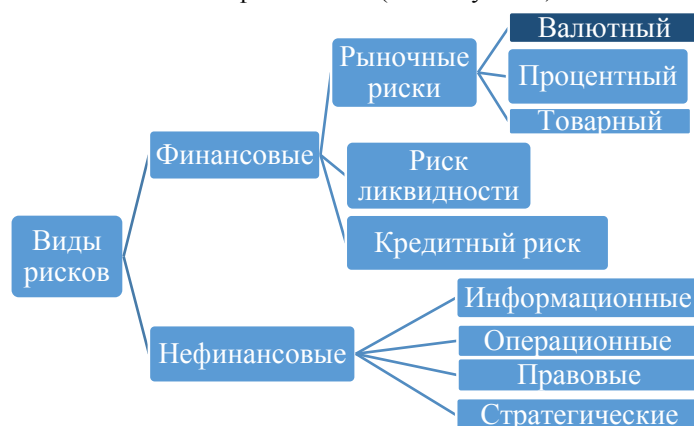 Валютный
Рыночные
риски
Процентный
Товарный
Финансовые
Риск
ликвидности
Кредитный риск
Виды
рисков
Информационные
Операционные
Нефинансовые
Правовые
Стратегические